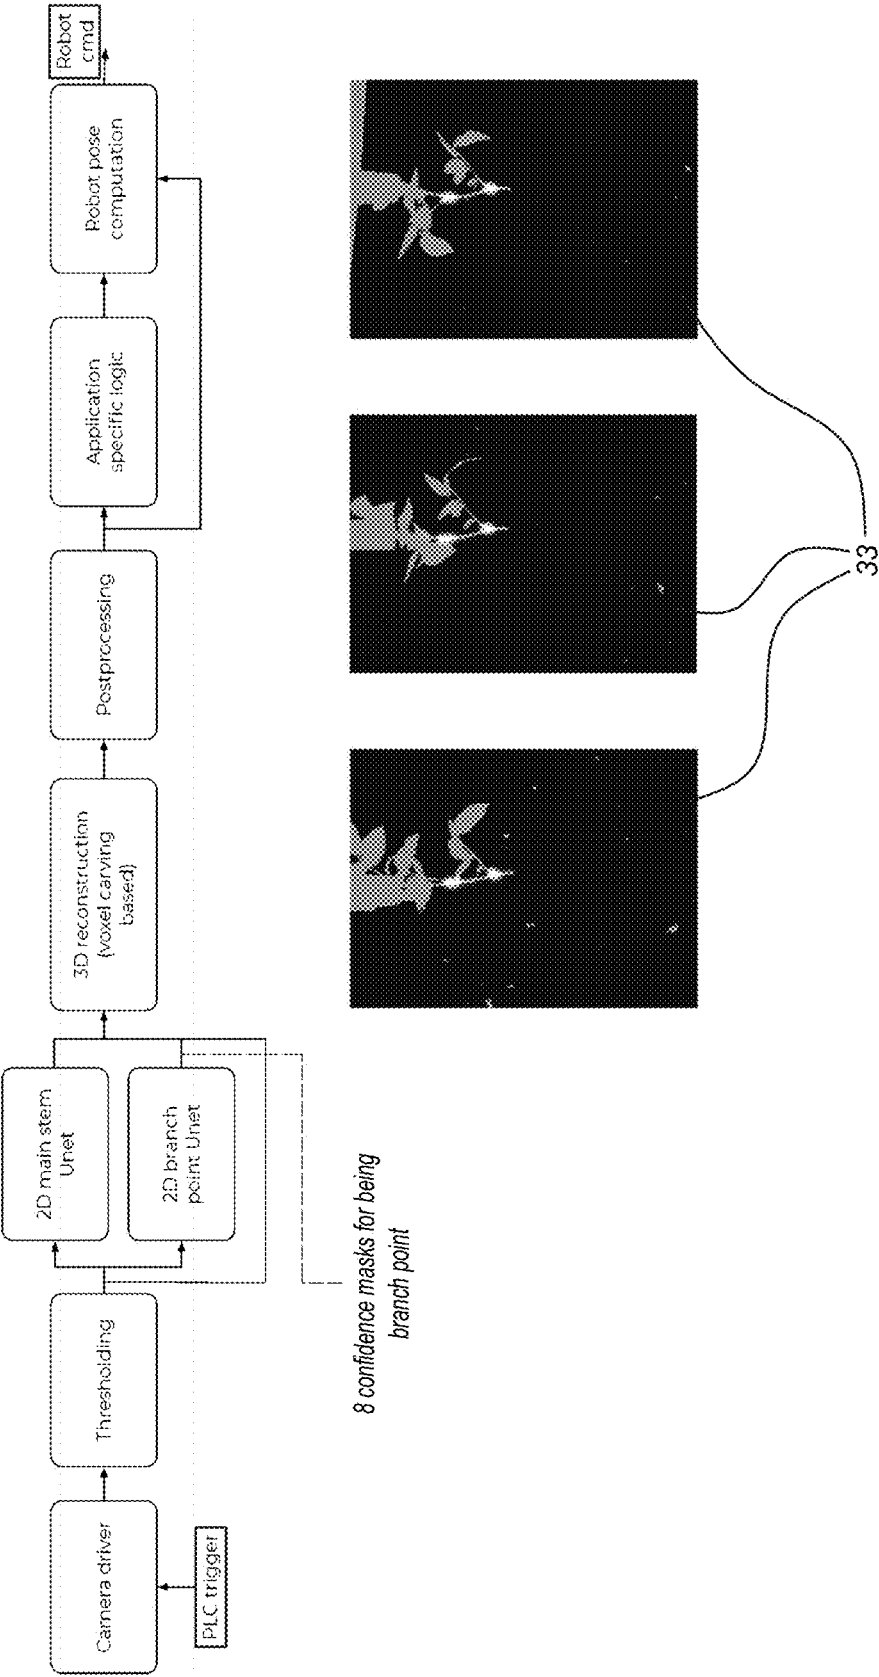 Camera driver
PLC trigger
Thresholding
2D main stem
Unet
2D branch
point Unet
8 confidence masks for being
branch point
3D reconstruction
(voxel carving
based)
Postprocessing
Application
specific logic
Robot pose
computation
Robot
cmd
33